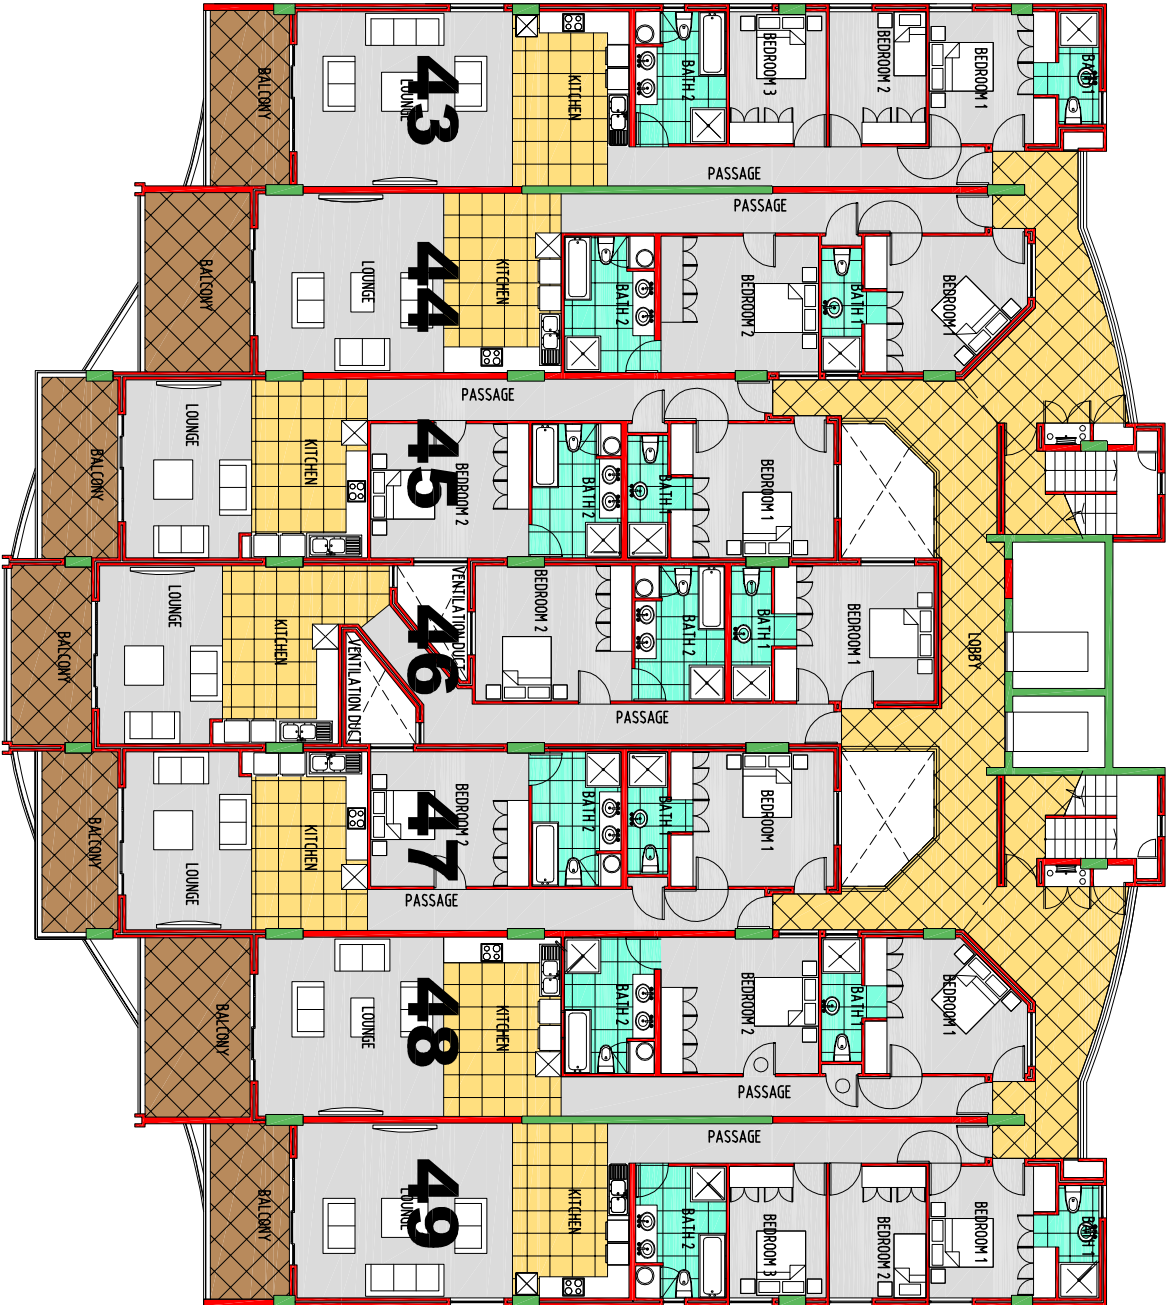 43
BALCONY
LOUNGE
KITCHEN
BATH 2
BEDROOM 3
BEDROOM 2
BEDROOM 1
BATH 1
PASSAGE
PASSAGE
44
BALCONY
LOUNGE
KITCHEN
BATH 2
BEDROOM 2
BATH 1
BEDROOM 1
PASSAGE
45
BALCONY
LOUNGE
KITCHEN
BEDROOM 2
BATH 2
BATH 1
BEDROOM 1
46
BALCONY
LOUNGE
KITCHEN
VENTILATION DUCT
VENTILATION DUCT
BEDROOM 2
BATH 2
BATH 1
BEDROOM 1
LOBBY
PASSAGE
47
BALCONY
LOUNGE
KITCHEN
BEDROOM 2
BATH 2
BATH 1
BEDROOM 1
PASSAGE
48
BALCONY
LOUNGE
KITCHEN
BATH 2
BEDROOM 2
BATH 1
BEDROOM 1
PASSAGE
PASSAGE
49
BALCONY
LOUNGE
KITCHEN
BATH 2
BEDROOM 3
BEDROOM 2
BEDROOM 1
BATH 1